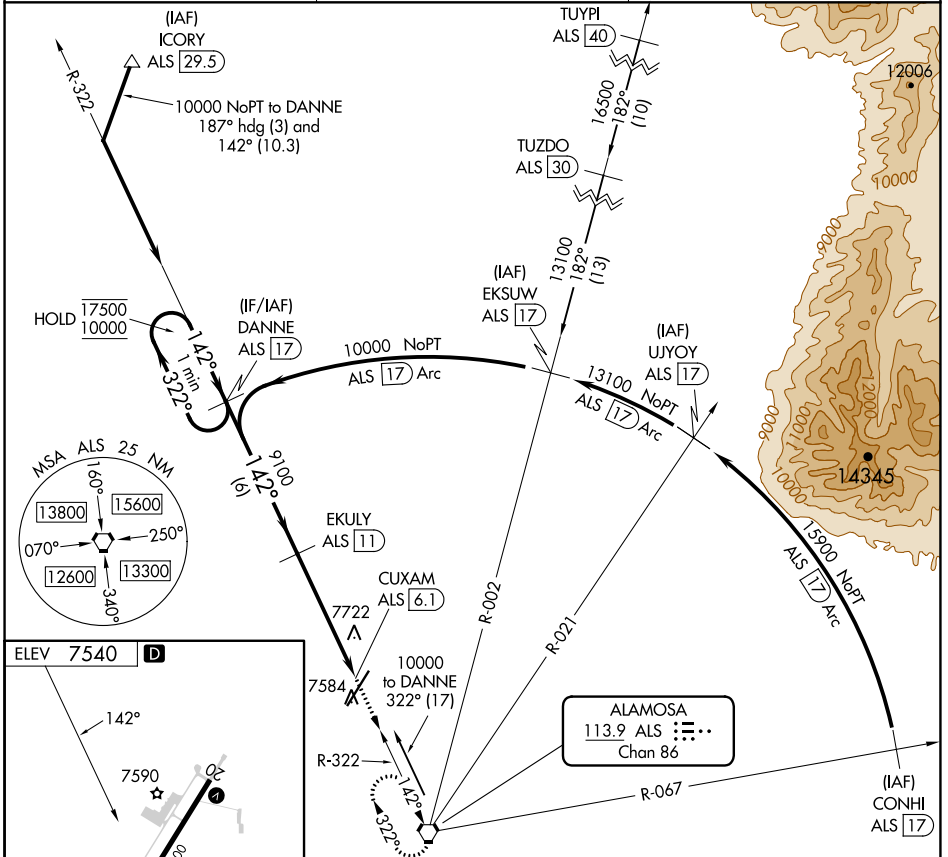 (IAF)
ICORY
ALS 29.5
R-322
10000 NoPT to DANNE
187° hdg (3) and
142° (10.3)
TUYPI
ALS 40
16500
182°
(10)
TUZDO
ALS 30
13100
182°
(13)
12006
10000
9000
HOLD 17500
10000
142°
1 min
322°
(IF/IAF)
DANNE
ALS 17
10000 NoPT
ALS 17 Arc
(IAF)
EKSUW
ALS 17
13100 NoPT
ALS 17 Arc
(IAF)
UJYOY
ALS 17
12000
11000
10000
9000
14345
15900 NoPT
ALS 17 Arc
MSA ALS 25 NM
160°
13800
15600
070°
250°
12600
13300
340°
9100
142°
(6)
EKULY
ALS 11
CUXAM
ALS 6.1
7722
7584
10000
to DANNE
322° (17)
R-322
142°
322°
R-002
R-021
R-067
ALAMOSA
113.9 ALS
Chan 86
(IAF)
CONHI
ALS 17
ELEV 7540 D
142°
7590
20
V